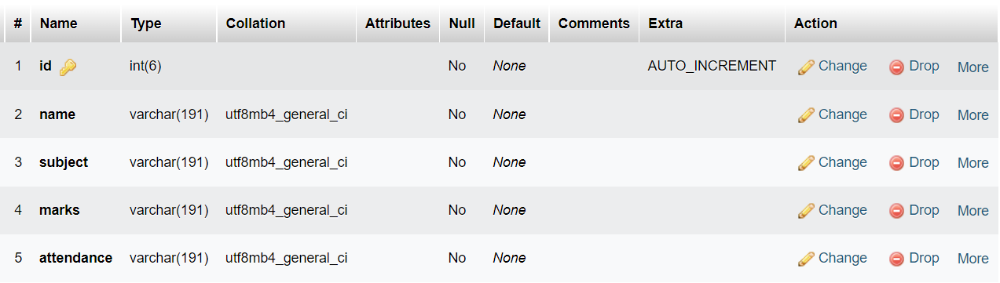 # Name Type Collation Attributes Null Default Comments Extra Action
1 id int(6) No None AUTO_INCREMENT Change Drop More
2 name varchar(191) utf8mb4_general_ci No None Change Drop More
3 subject varchar(191) utf8mb4_general_ci No None Change Drop More
4 marks varchar(191) utf8mb4_general_ci No None Change Drop More
5 attendance varchar(191) utf8mb4_general_ci No None Change Drop More